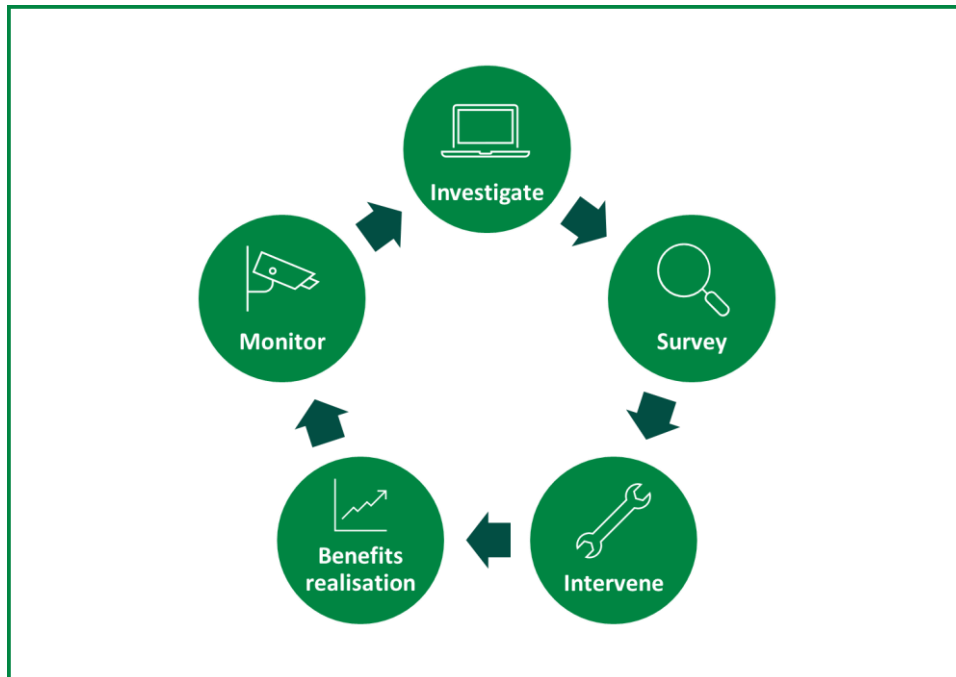 Investigate
Survey
Intervene
Benefits
realisation
Monitor